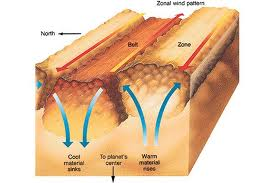 Zonal wind pattern
North
Belt
Zone
Cool
material
sinks
To planet's
center
Warm
material
rises